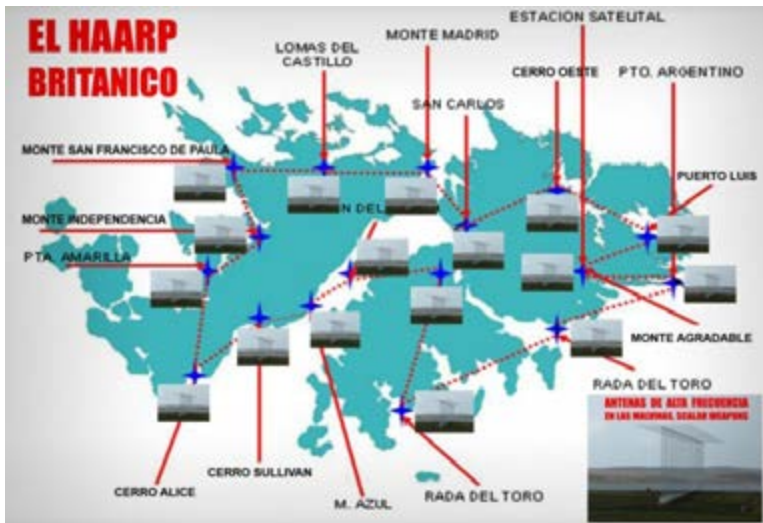 EL HAARP
BRITANICO
LOMAS DEL
CASTILLO
MONTE MADRID
ESTACION SATELITAL
CERRO OESTE
PTO. ARGENTINO
SAN CARLOS
MONTE SAN FRANCISCO DE PAULA
PUERTO LUIS
MONTE INDEPENDENCIA
N DEL
PTA. AMARILLA
MONTE AGRADABLE
RADA DEL TORO
ANTENAS DE ALTA FRECUENCIA
EN LAS MALVINAS, SCALAR WEAPONS
CERRO SULLIVAN
CERRO ALICE
M. AZUL
RADA DEL TORO